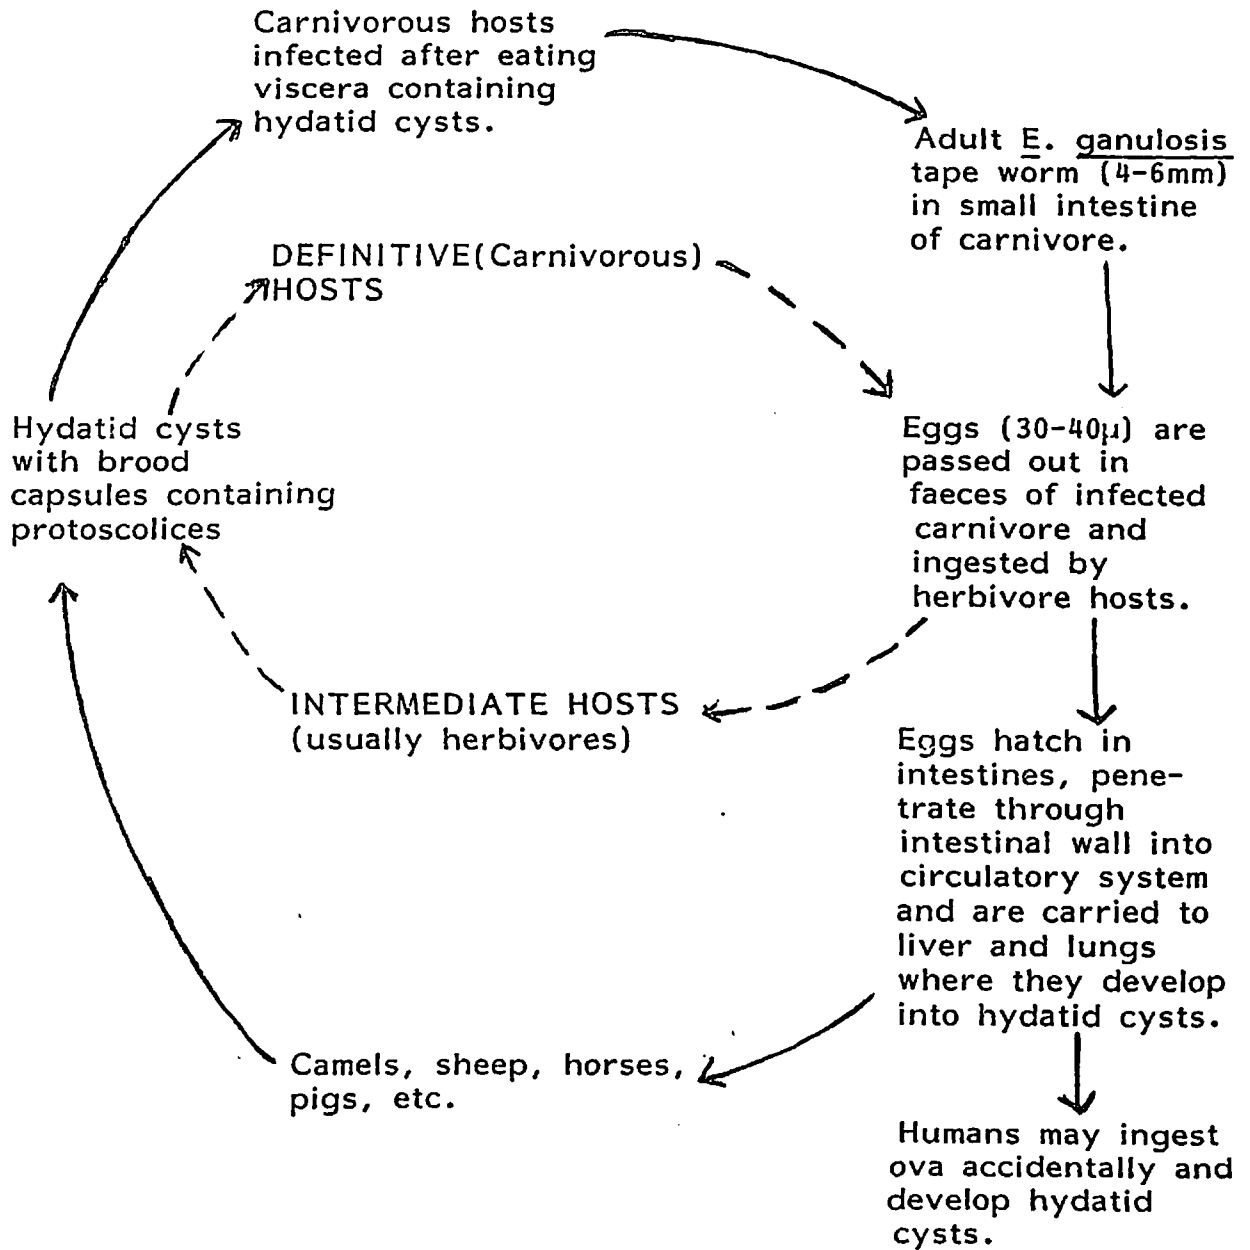 Carnivorous hosts
infected after eating
viscera containing
hydatid cysts.
Adult E. ganulosis
tape worm (4-6mm)
in small intestine
of carnivore.
DEFINITIVE(Carnivorous)
HOSTS
Hydatid cysts
with brood
capsules containing
protoscolices
Eggs (30-40μ) are
passed out in
faeces of infected
carnivore and
ingested by
herbivore hosts.
INTERMEDIATE HOSTS
(usually herbivores)
Eggs hatch in
intestines, pene-
trate through
intestinal wall into
circulatory system
and are carried to
liver and lungs
where they develop
into hydatid cysts.
Camels, sheep, horses,
pigs, etc.
Humans may ingest
ova accidentally and
develop hydatid
cysts.